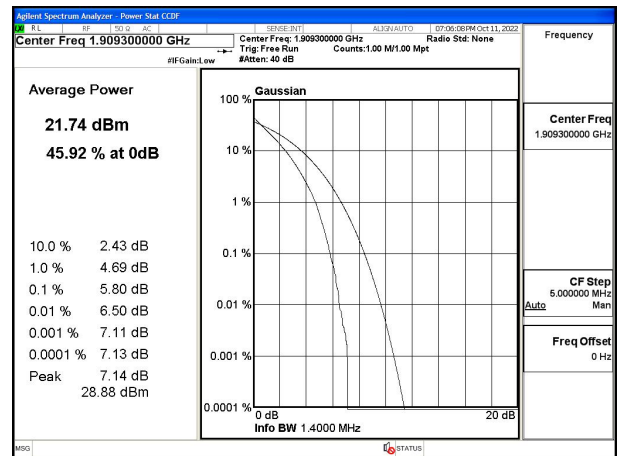 Agilent Spectrum Analyzer - Power Stat CCDF
RL RF 50 Ω AC SENSE:INT ALIGNAUTO 07:06:08PM Oct 11, 2022
Center Freq 1.909300000 GHz
Center Freq: 1.909300000 GHz Radio Std: None
Trig: Free Run Counts:1.00 M/1.00 Mpt
#IFGain:Low #Atten: 40 dB
Frequency
Average Power
21.74 dBm
45.92 % at 0dB
10.0 % 2.43 dB
1.0 % 4.69 dB
0.1 % 5.80 dB
0.01 % 6.50 dB
0.001 % 7.11 dB
0.0001 % 7.13 dB
Peak 7.14 dB
28.88 dBm
Gaussian
100 %
10 %
1 %
0.1 %
0.01 %
0.001 %
0.0001 %
0 dB 20 dB
Info BW 1.4000 MHz
Center Freq
1.909300000 GHz
CF Step
5.000000 MHz
Auto Man
Freq Offset
0 Hz
MSG STATUS